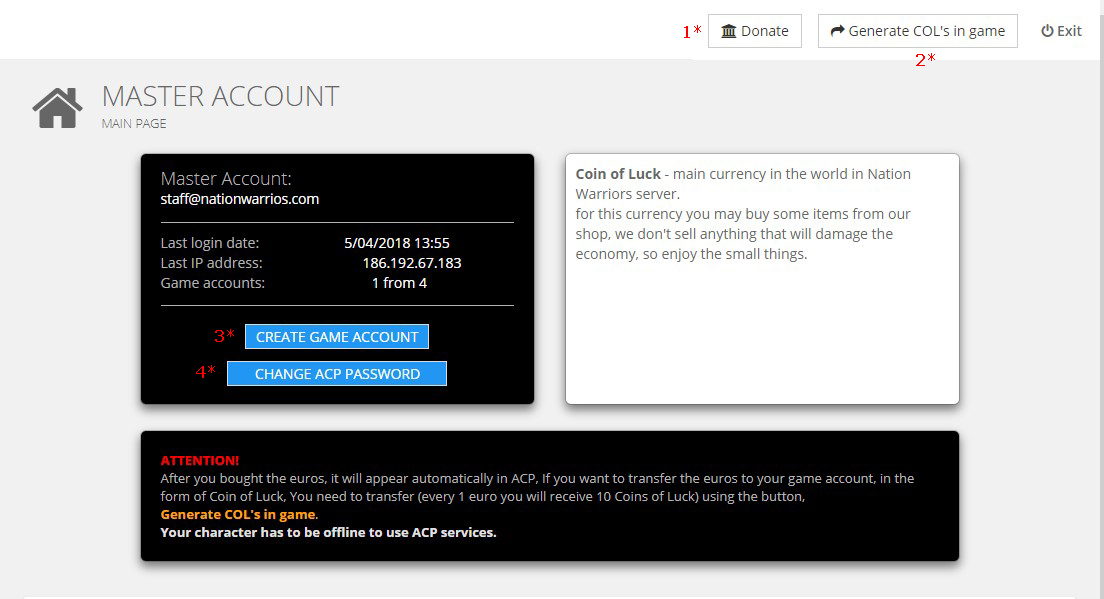 1* Donate Generate COL's in game Exit
2*
MASTER ACCOUNT
MAIN PAGE
Master Account:
staff@nationwarrios.com
Last login date: 5/04/2018 13:55
Last IP address: 186.192.67.183
Game accounts: 1 from 4
3* CREATE GAME ACCOUNT
4* CHANGE ACP PASSWORD
Coin of Luck - main currency in the world in Nation
Warriors server.
for this currency you may buy some items from our
shop, we don't sell anything that will damage the
economy, so enjoy the small things.
ATTENTION!
After you bought the euros, it will appear automatically in ACP, If you want to transfer the euros to your game account, in the
form of Coin of Luck, You need to transfer (every 1 euro you will receive 10 Coins of Luck) using the button,
Generate COL's in game.
Your character has to be offline to use ACP services.